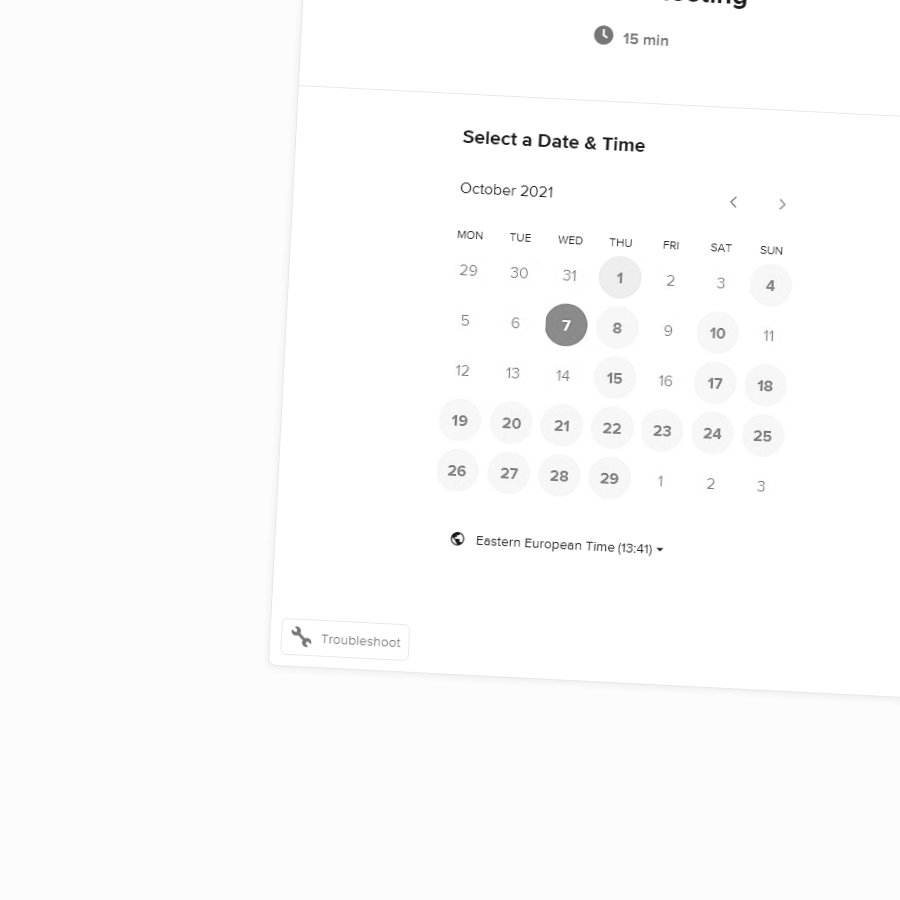 15 min
Select a Date & Time
October 2021
MON TUE WED THU FRI SAT SUN
29 30 31 1 2 3 4
5 6 7 8 9 10 11
12 13 14 15 16 17 18
19 20 21 22 23 24 25
26 27 28 29 1 2 3
Eastern European Time (13:41)
Troubleshoot